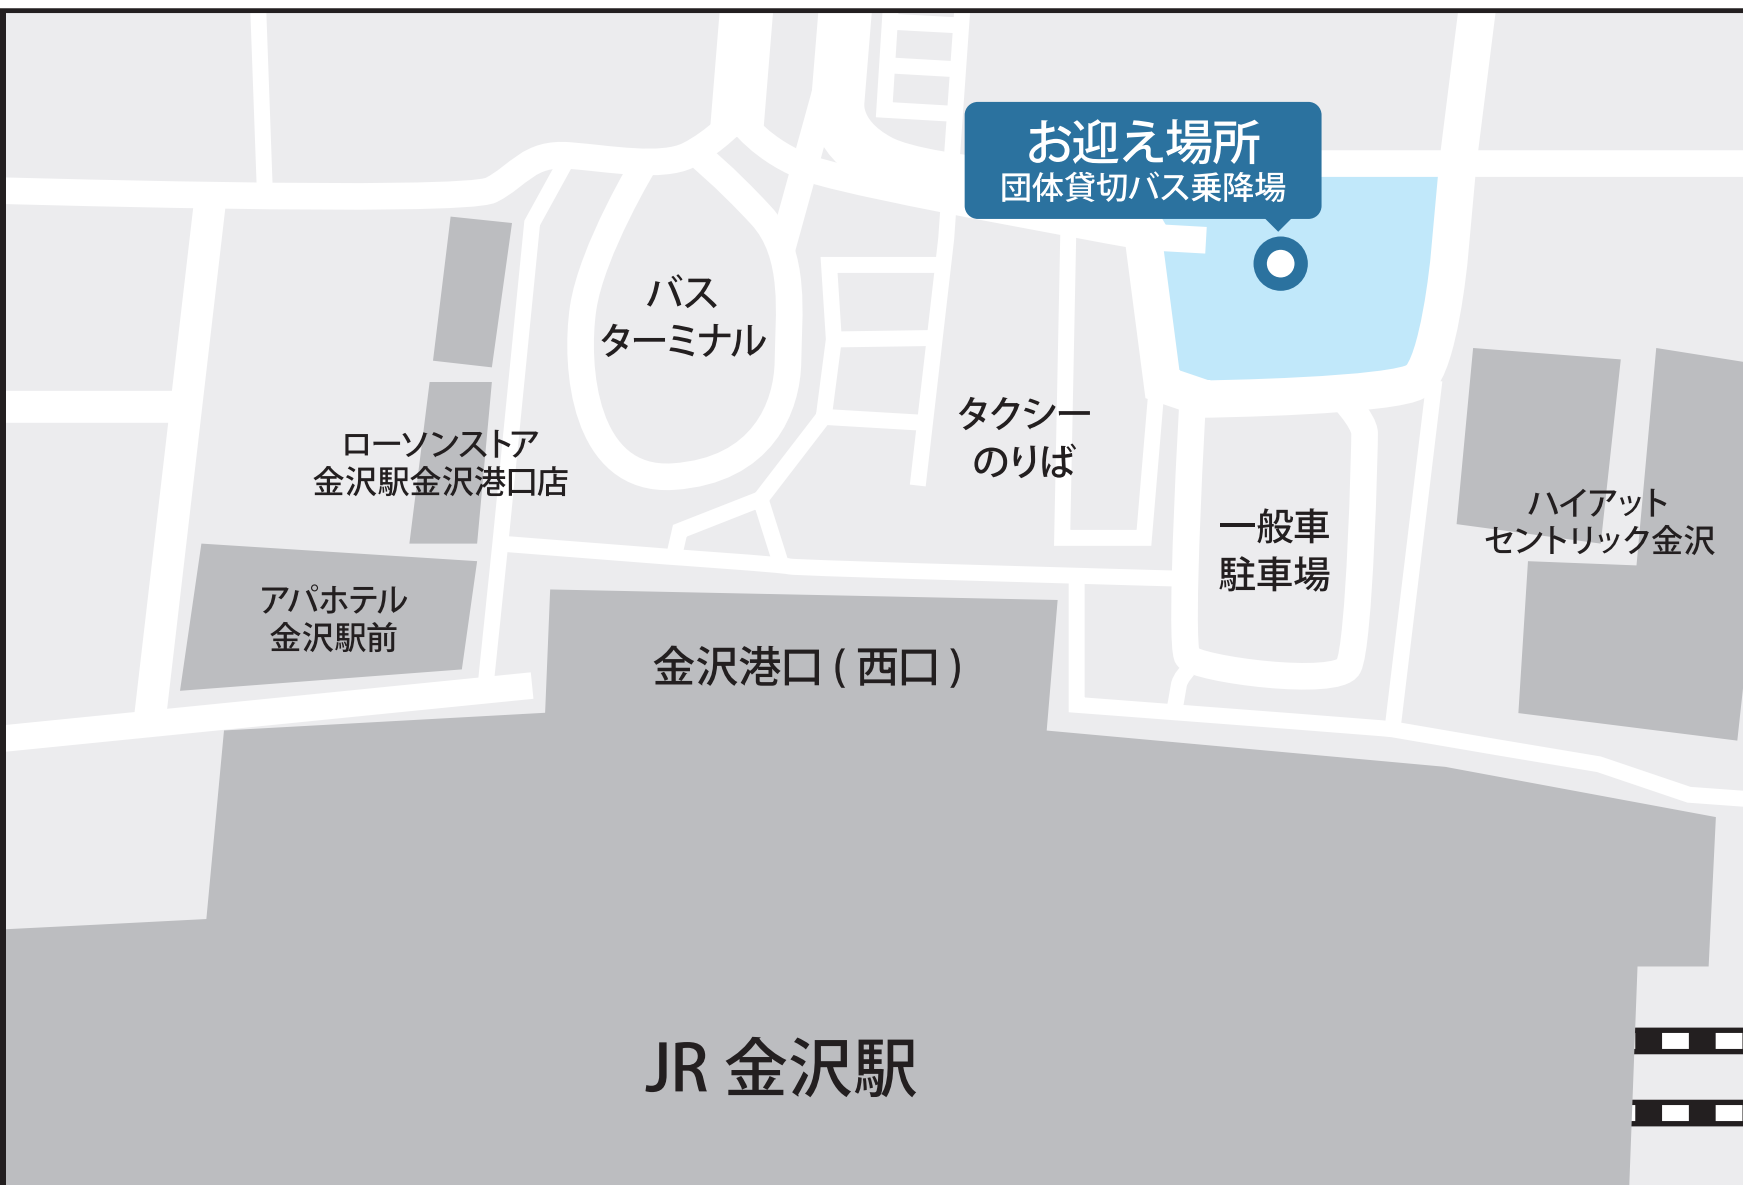 お迎え場所
団体貸切バス乗降場
バス
ターミナル
タクシー
のりば
ローソンストア
金沢駅金沢港口店
一般車
駐車場
ハイアット
セントリック金沢
アパホテル
金沢駅前
金沢港口 ( 西口 )
JR 金沢駅